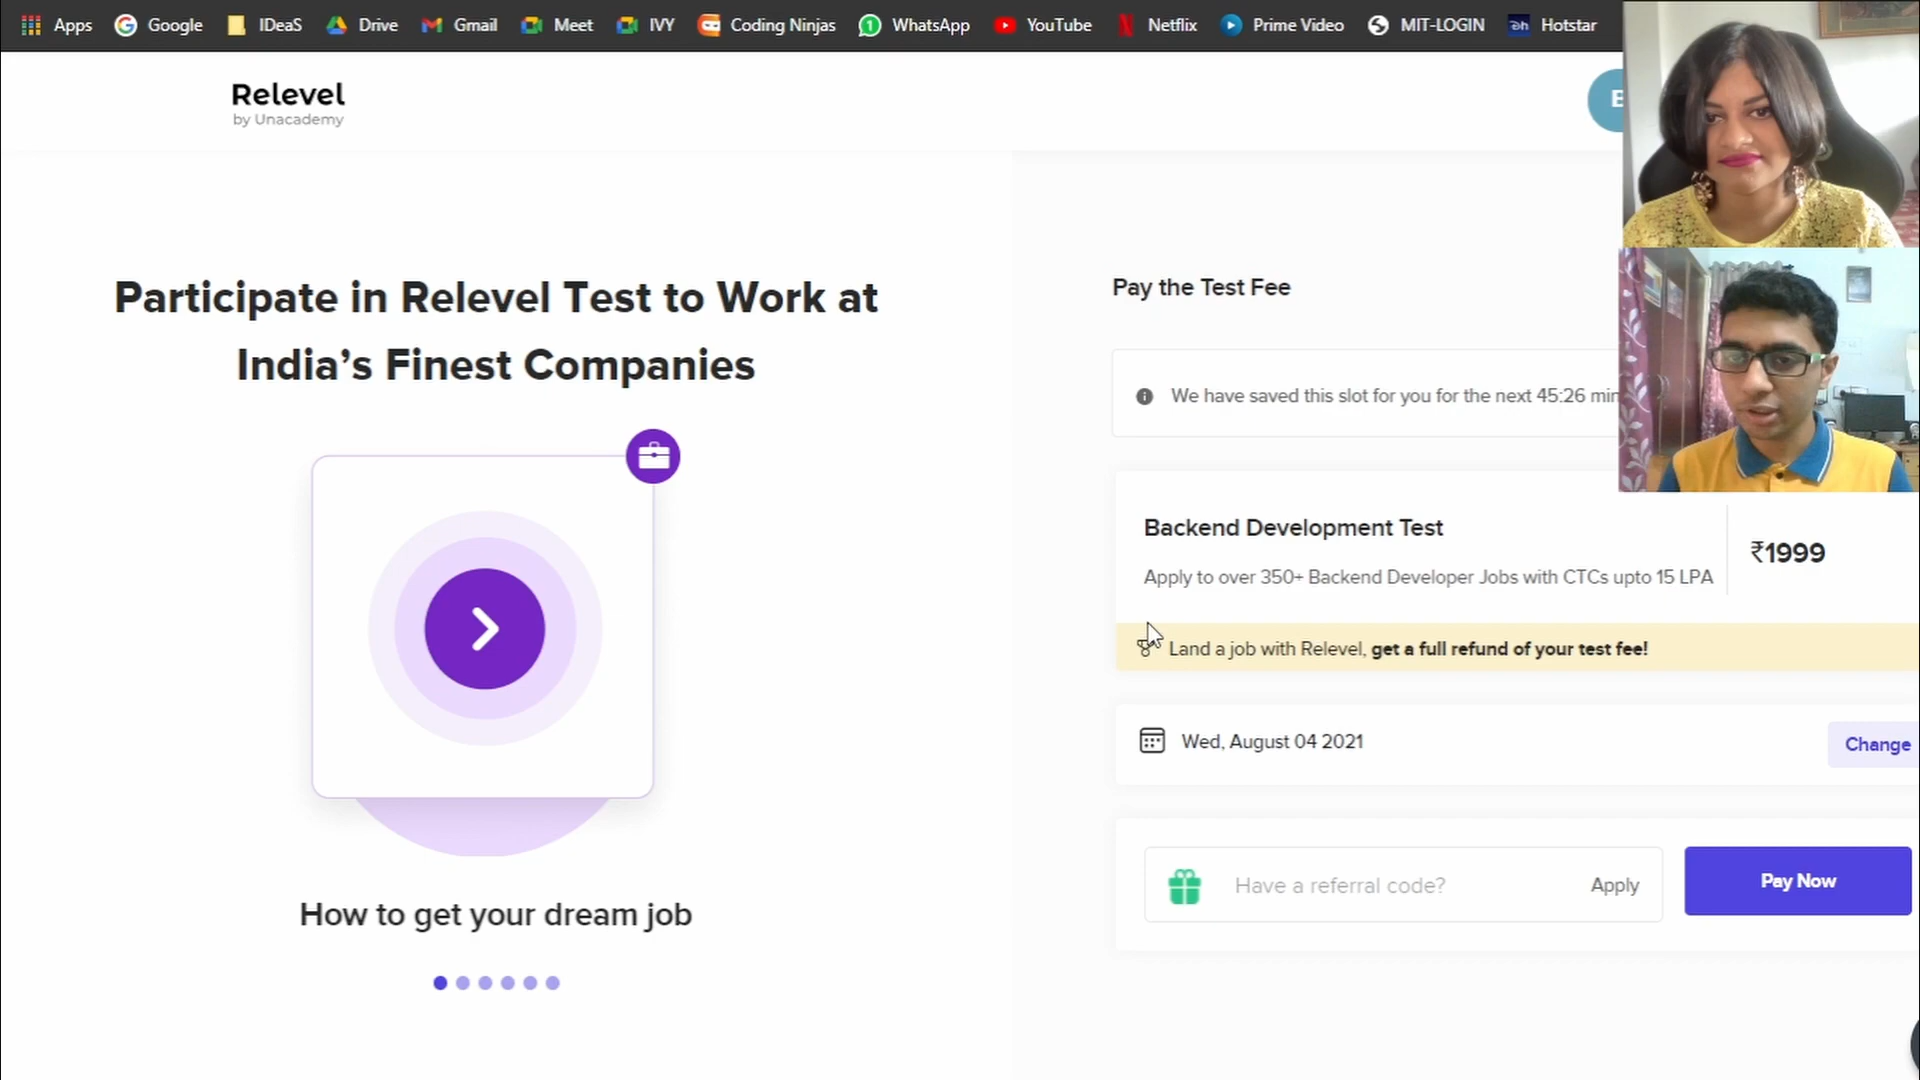 Apps Google IDeaS Drive Gmail Meet IVY Coding Ninjas WhatsApp YouTube Netflix Prime Video MIT-LOGIN Hotstar
Relevel
by Unacademy
Participate in Relevel Test to Work at
India’s Finest Companies
How to get your dream job
Pay the Test Fee
We have saved this slot for you for the next 45:26
Backend Development Test
₹1999
Apply to over 350+ Backend Developer Jobs with CTCs upto 15 LPA
Land a job with Relevel, get a full refund of your test fee!
Wed, August 04 2021
Change
Have a referral code?
Apply
Pay Now